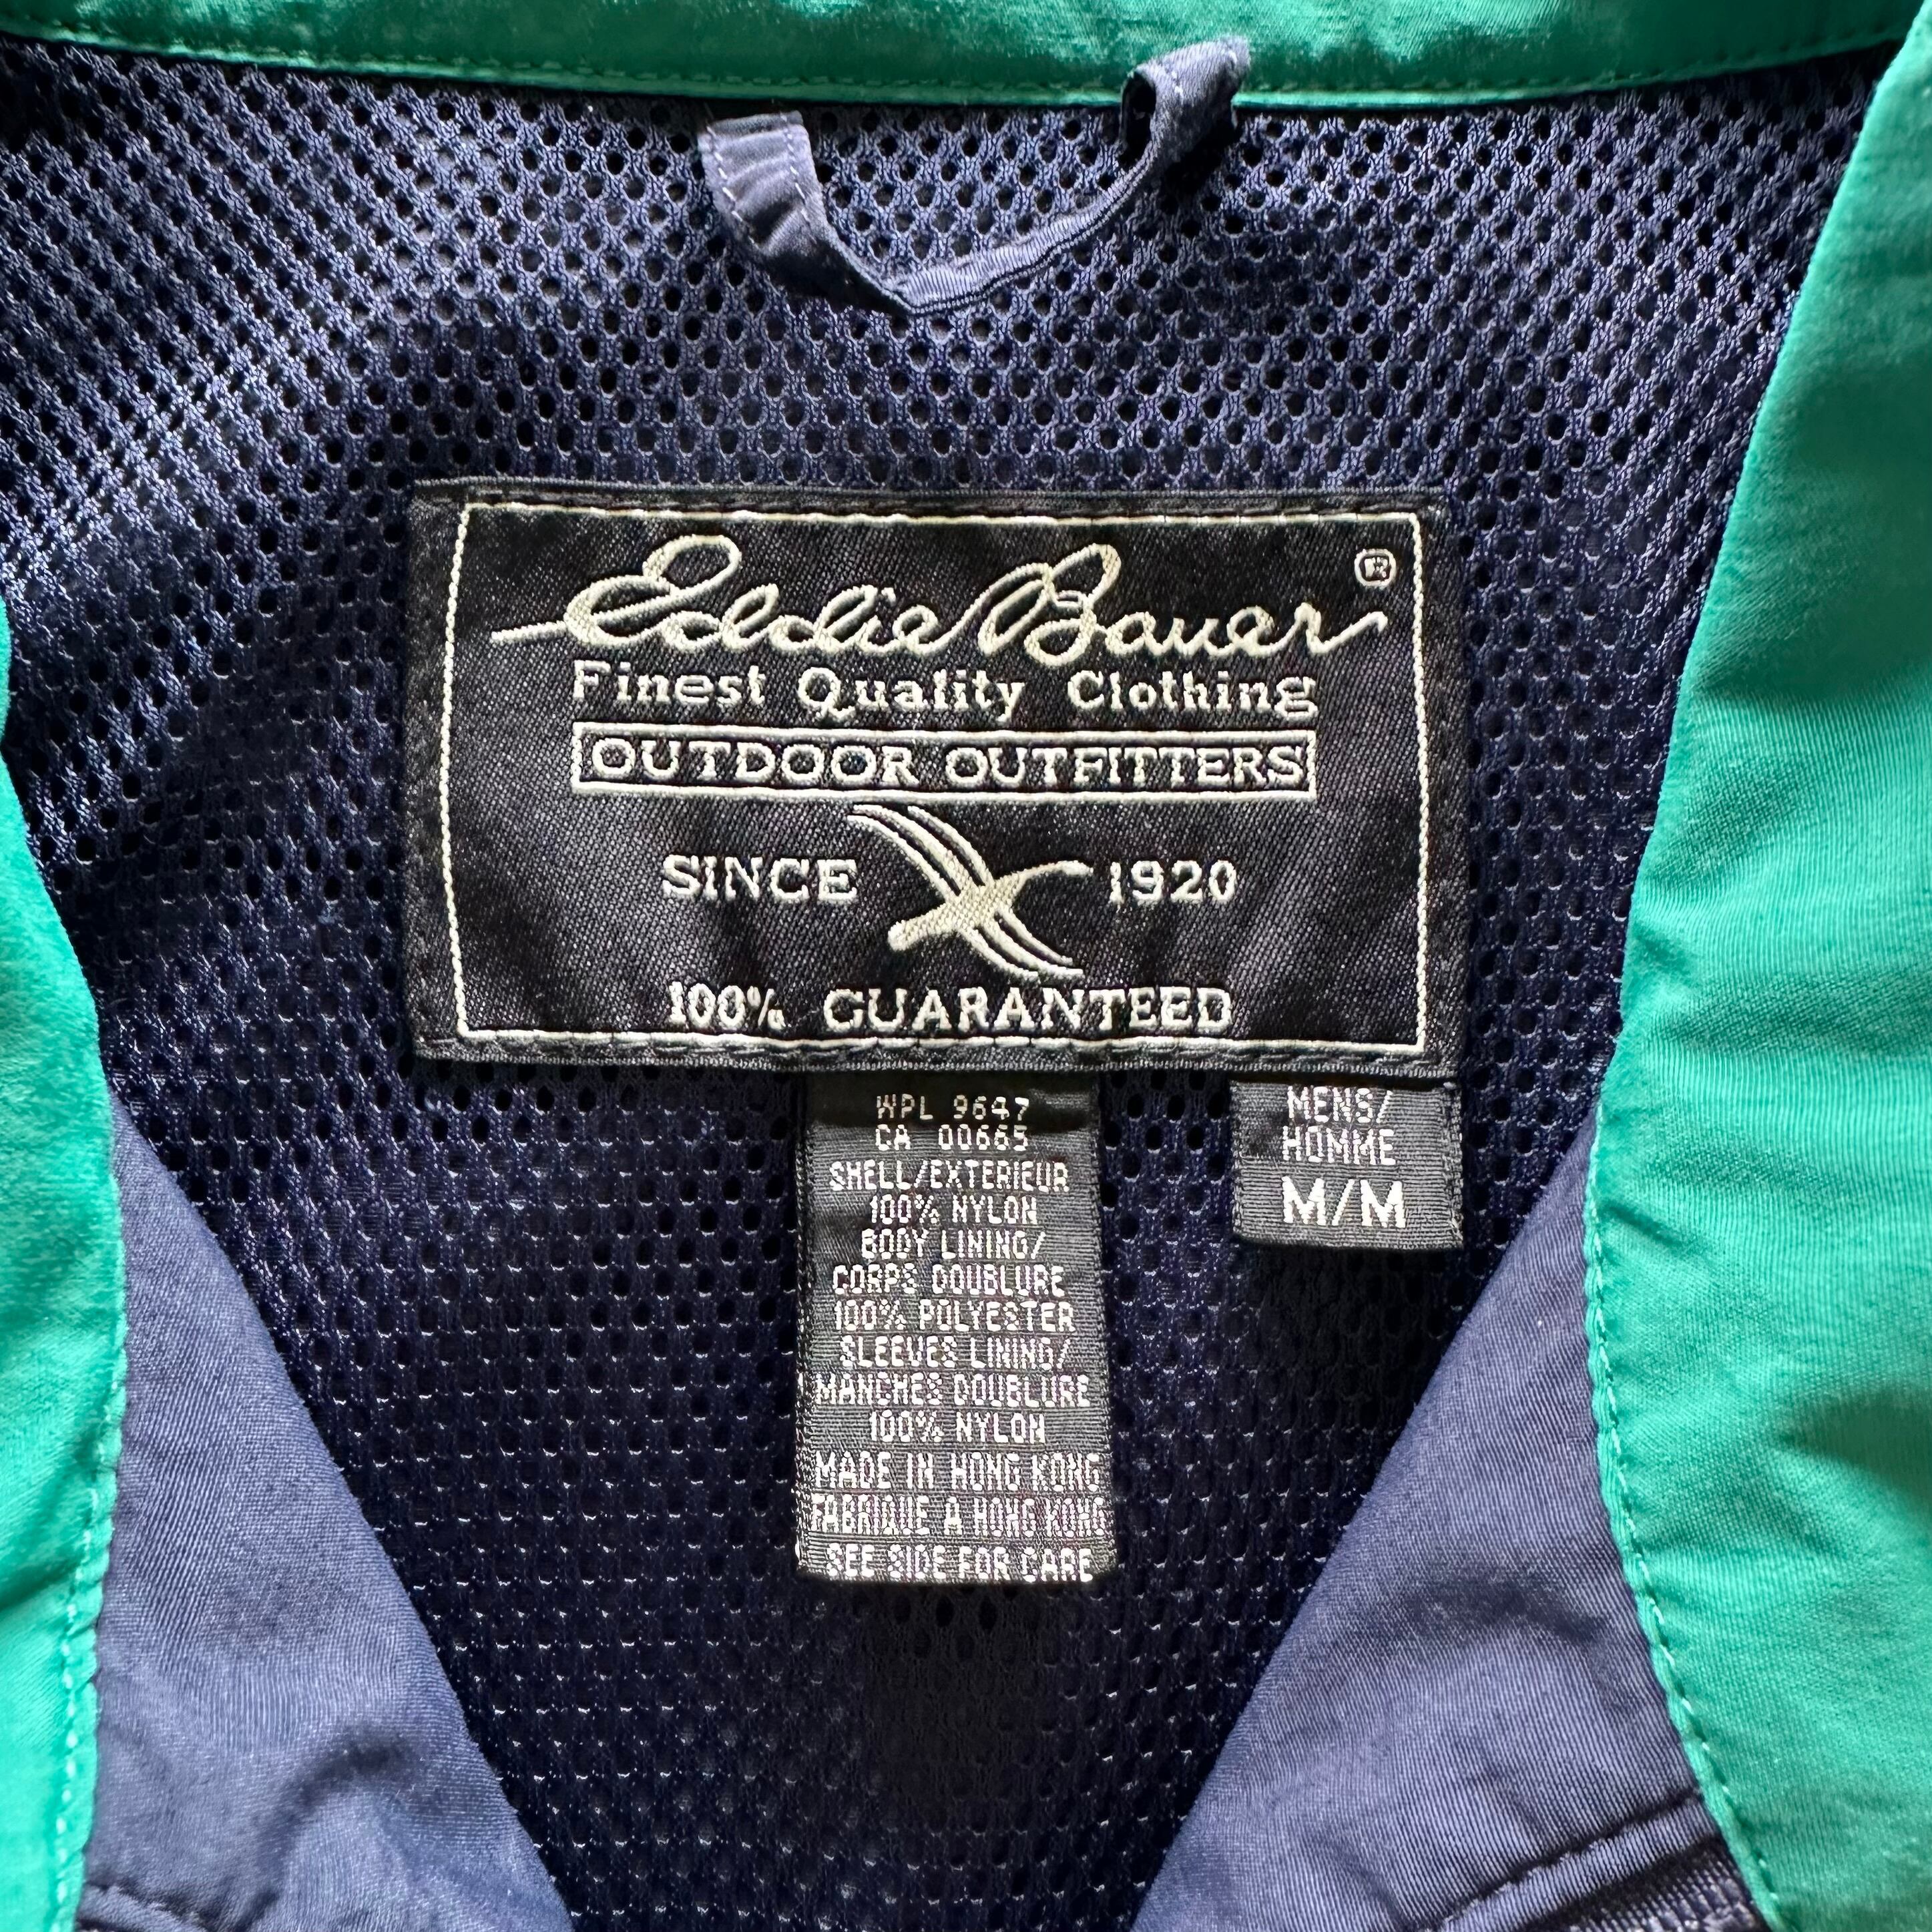 Eddie Bauer ®
Finest Quality Clothing
OUTDOOR OUTFITTERS
SINCE 1920
100% GUARANTEED
WPL 9647
CA 00665
SHELL/EXTERIEUR
100% NYLON
BODY LINING/
CORPS DOUBLURE
100% POLYESTER
SLEEVES LINING/
MANCHES DOUBLURE
100% NYLON
MADE IN HONG KONG
FABRIQUE A HONG KONG
SEE SIDE FOR CARE
MENS/
HOMME
M/M